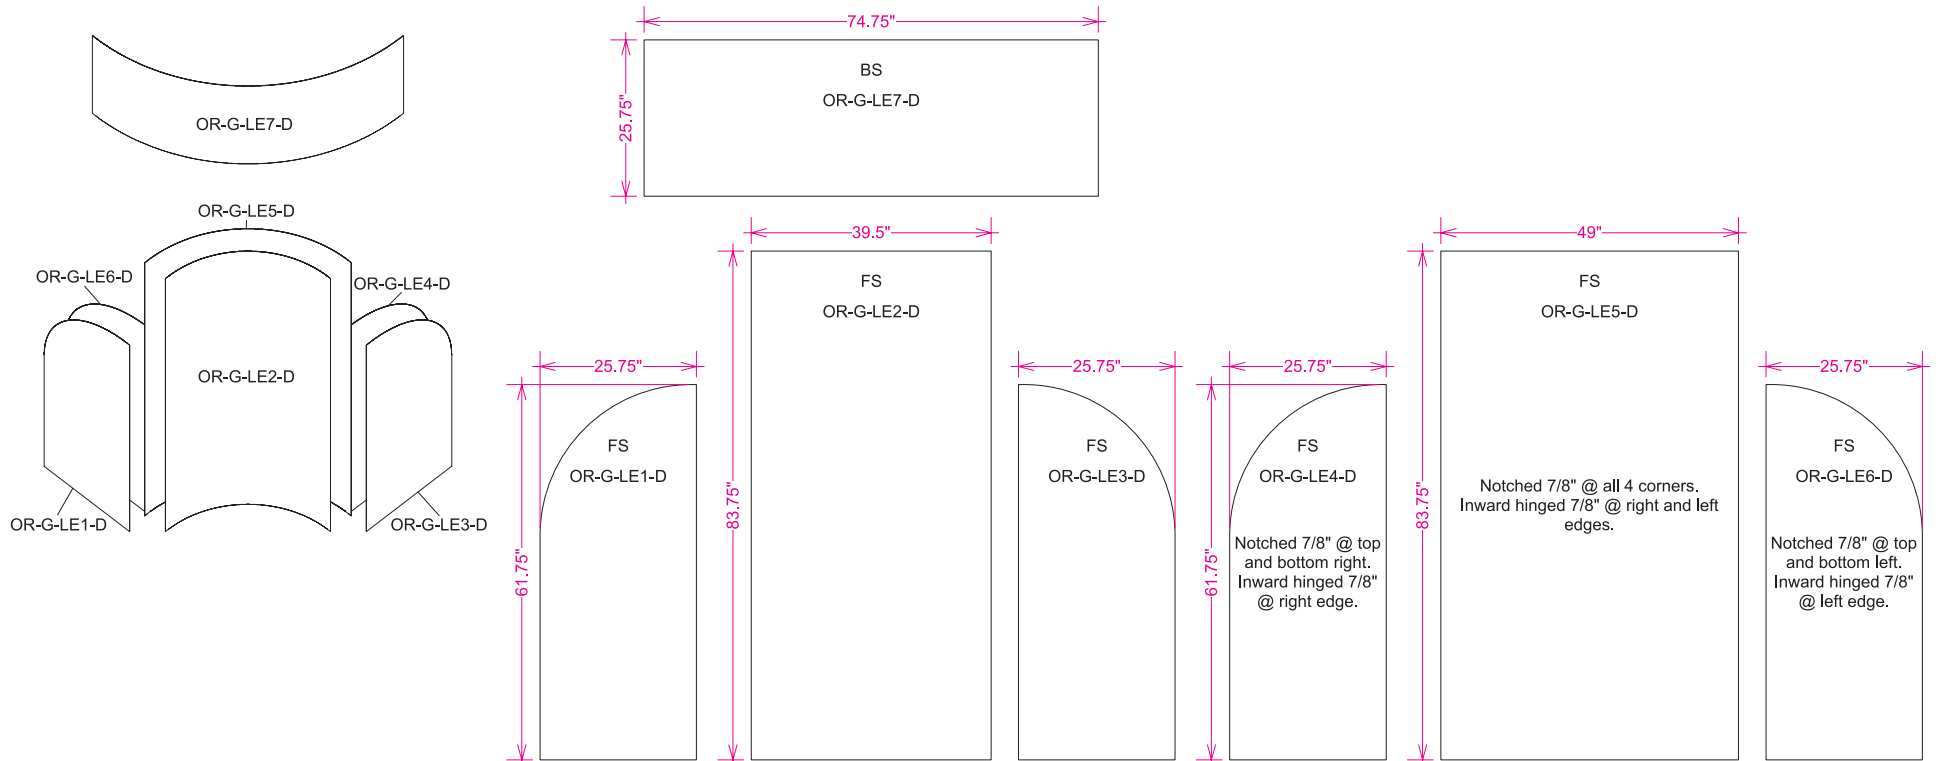 OR-G-LE7-D
OR-G-LE5-D
OR-G-LE6-D
OR-G-LE4-D
OR-G-LE2-D
OR-G-LE1-D
OR-G-LE3-D
74.75"
25.75"
BS
OR-G-LE7-D
25.75"
61.75"
FS
OR-G-LE1-D
39.5"
83.75"
FS
OR-G-LE2-D
25.75"
FS
OR-G-LE3-D
25.75"
61.75"
FS
OR-G-LE4-D
Notched 7/8" @ top
and bottom right.
Inward hinged 7/8"
@ right edge.
49"
83.75"
FS
OR-G-LE5-D
Notched 7/8" @ all 4 corners.
Inward hinged 7/8" @ right and left
edges.
25.75"
FS
OR-G-LE6-D
Notched 7/8" @ top
and bottom left.
Inward hinged 7/8"
@ left edge.